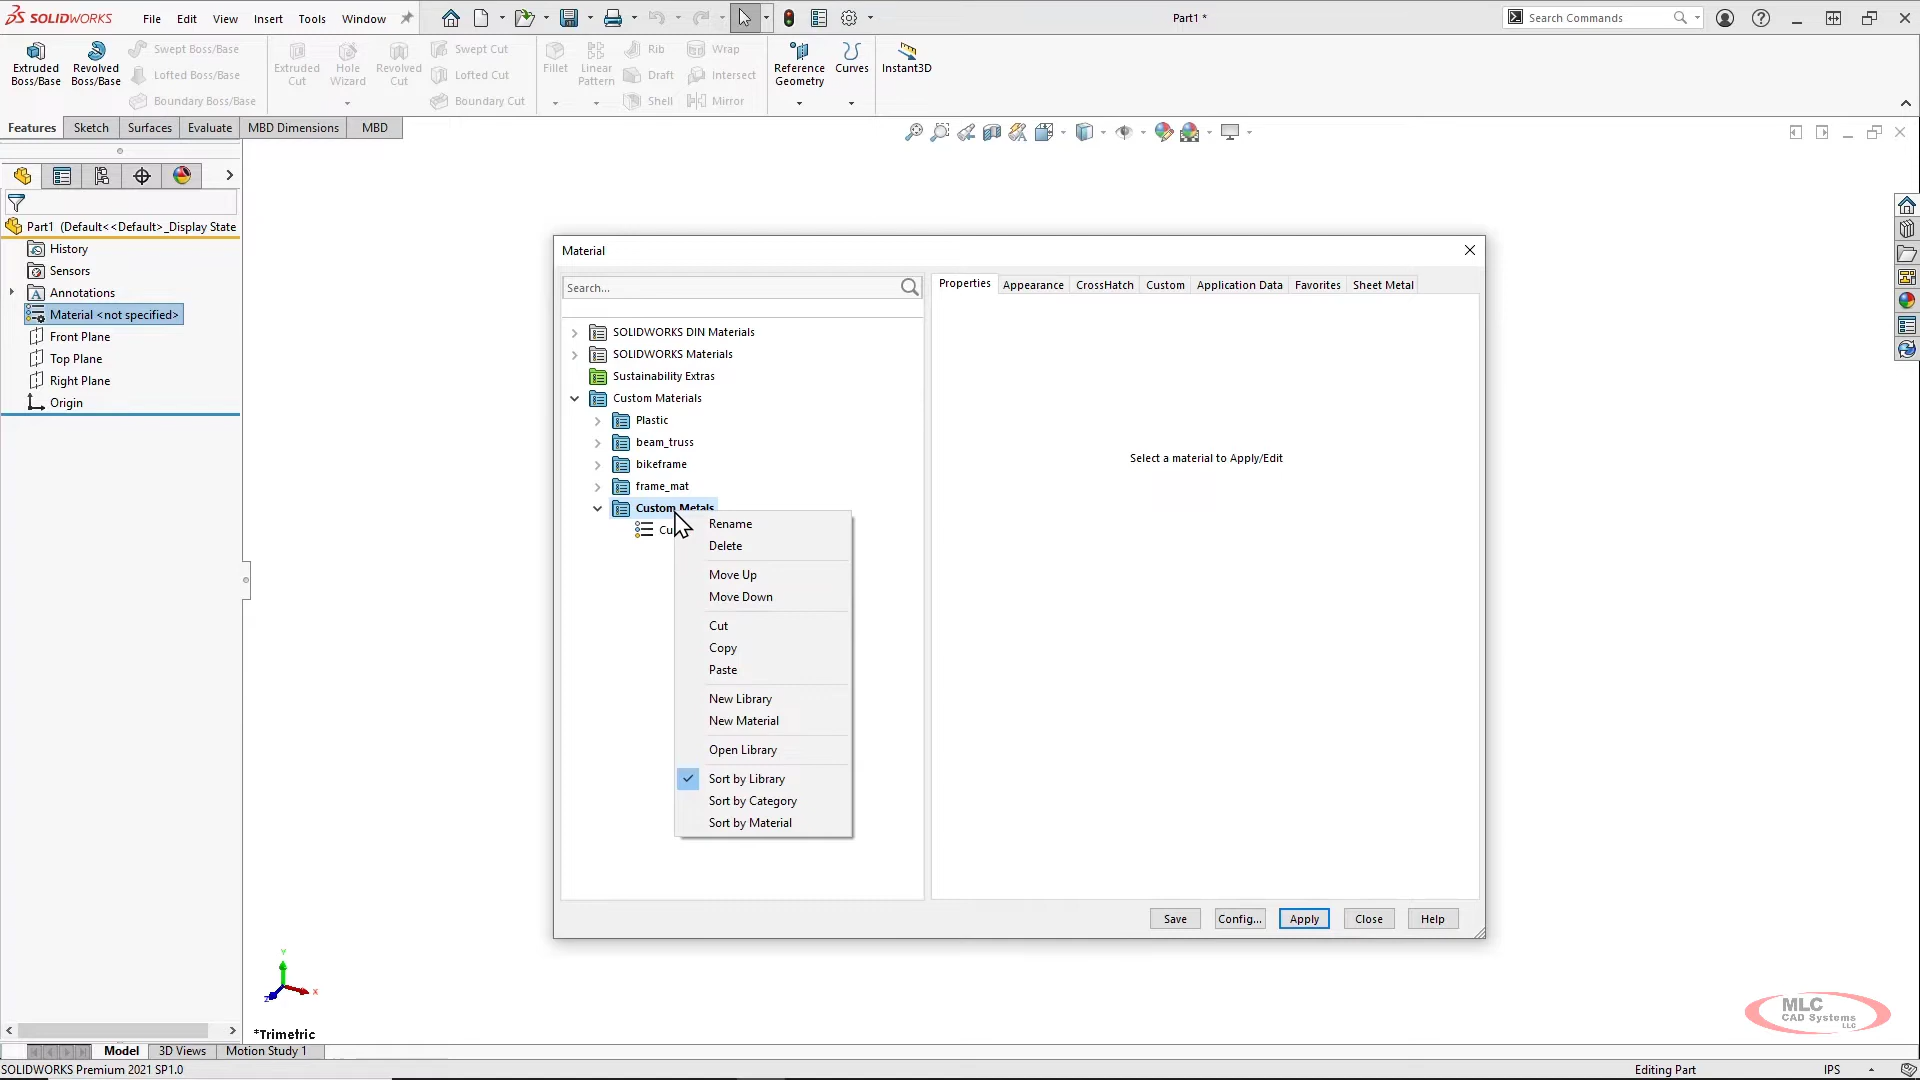 SOLIDWORKS File Edit View Insert Tools Window Part1 * Search Commands
Extruded Boss/Base
Revolved Boss/Base
Swept Boss/Base
Lofted Boss/Base
Boundary Boss/Base
Extruded Cut
Hole Wizard
Revolved Cut
Swept Cut
Lofted Cut
Boundary Cut
Fillet
Linear Pattern
Rib
Draft
Shell
Wrap
Intersect
Mirror
Reference Geometry
Curves
Instant3D
Features Sketch Surfaces Evaluate MBD Dimensions MBD
Part1 (Default<<Default>_Display State
History
Sensors
Annotations
Material <not specified>
Front Plane
Top Plane
Right Plane
Origin
Material
Search...
SOLIDWORKS DIN Materials
SOLIDWORKS Materials
Sustainability Extras
Custom Materials
Plastic
beam_truss
bikeframe
frame_mat
Custom Metals
Cu
Rename
Delete
Move Up
Move Down
Cut
Copy
Paste
New Library
New Material
Open Library
Sort by Library
Sort by Category
Sort by Material
Properties Appearance CrossHatch Custom Application Data Favorites Sheet Metal
Select a material to Apply/Edit
Save Config... Apply Close Help
Y
X
Z
*Trimetric
MLC
CAD Systems
LLC
Model 3D Views Motion Study 1
SOLIDWORKS Premium 2021 SP1.0 Editing Part IPS